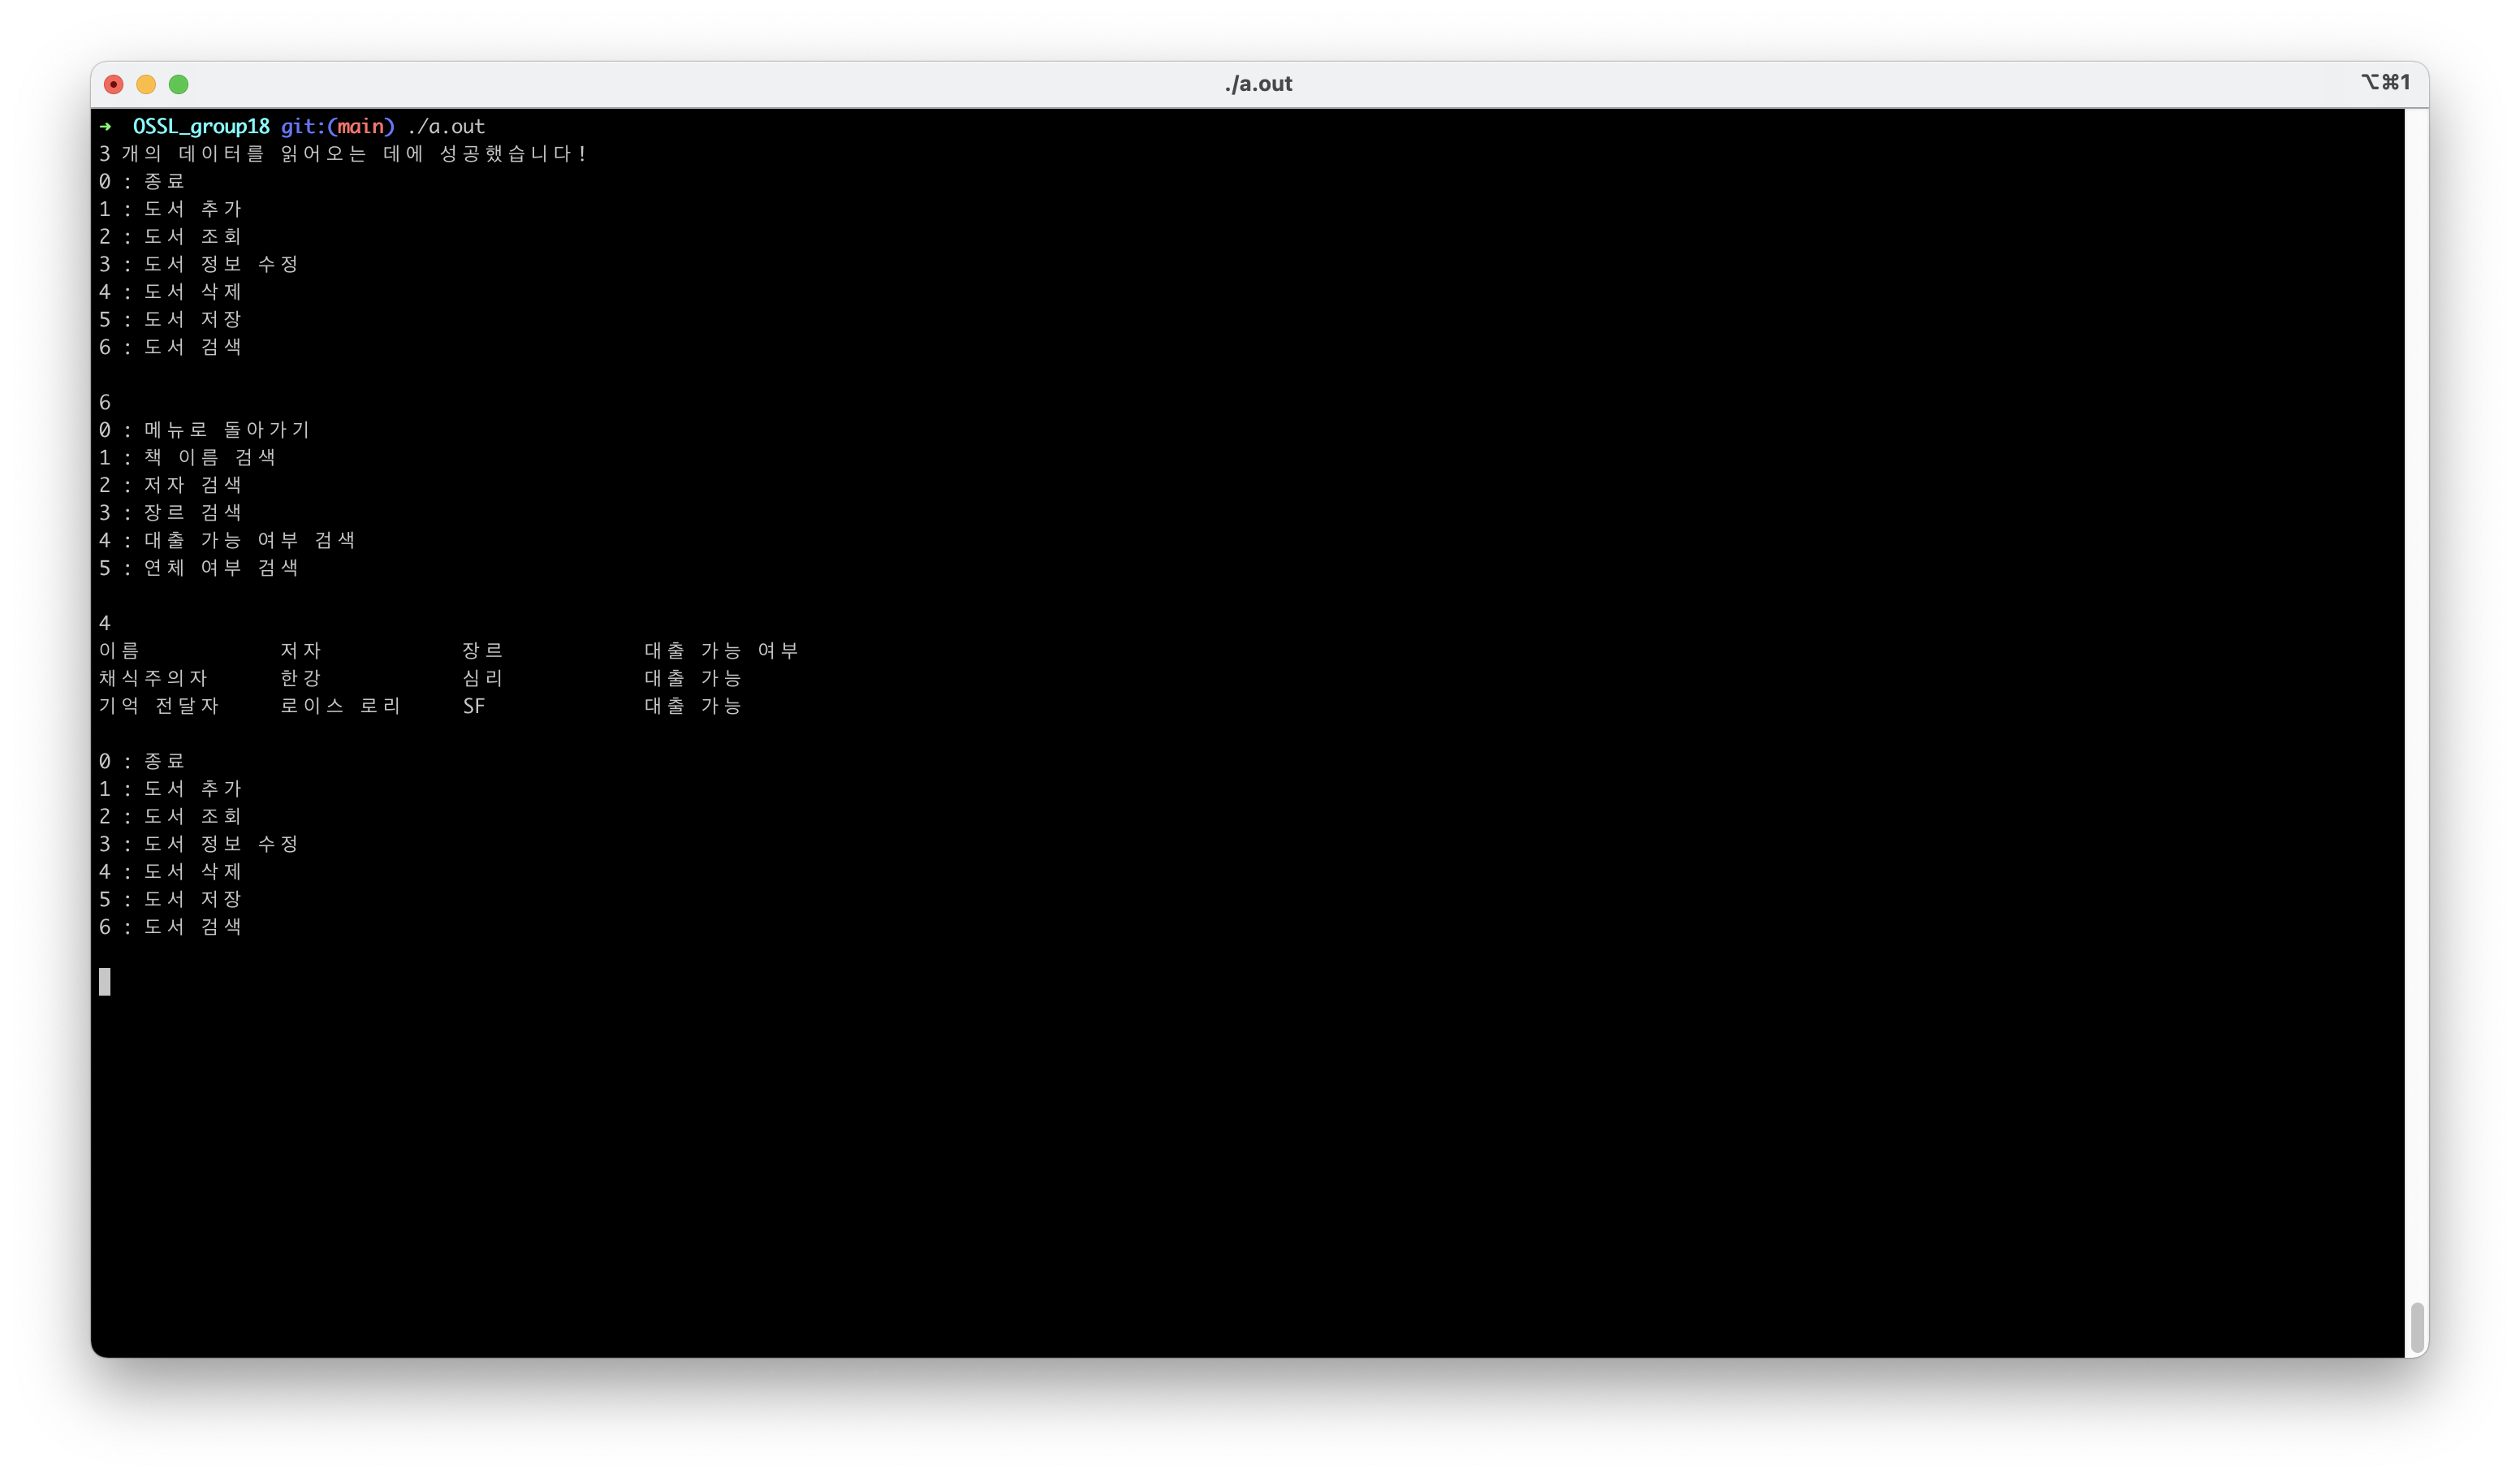 ./a.out
⌥⌘1
➜ OSSL_group18 git:(main) ./a.out
3 개의 데이터를 읽어오는 데에 성공했습니다!
0 : 종료
1 : 도서 추가
2 : 도서 조회
3 : 도서 정보 수정
4 : 도서 삭제
5 : 도서 저장
6 : 도서 검색
6
0 : 메뉴로 돌아가기
1 : 책 이름 검색
2 : 저자 검색
3 : 장르 검색
4 : 대출 가능 여부 검색
5 : 연체 여부 검색
4
이름 저자 장르 대출 가능 여부
채식주의자 한강 심리 대출 가능
기억 전달자 로이스 로리 SF 대출 가능
0 : 종료
1 : 도서 추가
2 : 도서 조회
3 : 도서 정보 수정
4 : 도서 삭제
5 : 도서 저장
6 : 도서 검색